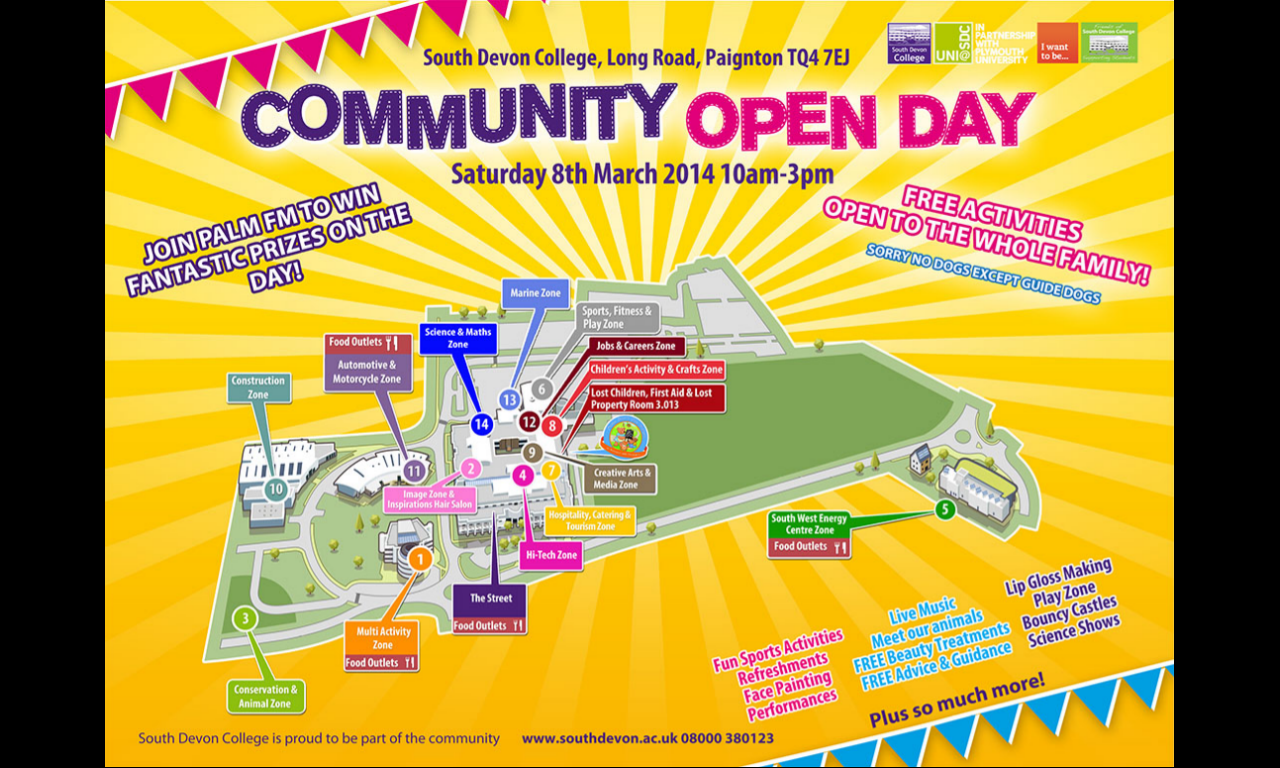 South Devon College, Long Road, Paignton TQ4 7EJ
South Devon
College
UNI@SDC
IN
PARTNERSHIP
WITH
PLYMOUTH
UNIVERSITY
I want
to be...
South Devon College
COMMUNITY OPEN DAY
Saturday 8th March 2014 10am-3pm
JOIN PALM FM TO WIN
FANTASTIC PRIZES ON THE
DAY!
FREE ACTIVITIES
OPEN TO THE WHOLE FAMILY!
SORRY NO DOGS EXCEPT GUIDE DOGS
Marine Zone
Sports, Fitness &
Play Zone
Science & Maths
Zone
Jobs & Careers Zone
Food Outlets
Automotive &
Motorcycle Zone
Children's Activity & Crafts Zone
Construction
Zone
Lost Children, First Aid & Lost
Property Room 3.013
6
13
12
8
14
9
2
4
7
11
10
Creative Arts &
Media Zone
Image Zone &
Inspirations Hair Salon
Hospitality, Catering &
Tourism Zone
5
South West Energy
Centre Zone
Food Outlets
Hi-Tech Zone
1
The Street
Food Outlets
3
Multi Activity
Zone
Food Outlets
Conservation &
Animal Zone
Fun Sports Activities
Refreshments
Face Painting
Performances
Live Music
Meet our animals
FREE Beauty Treatments
FREE Advice & Guidance
Lip Gloss Making
Play Zone
Bouncy Castles
Science Shows
Plus so much more!
South Devon College is proud to be part of the community
www.southdevon.ac.uk 08000 380123